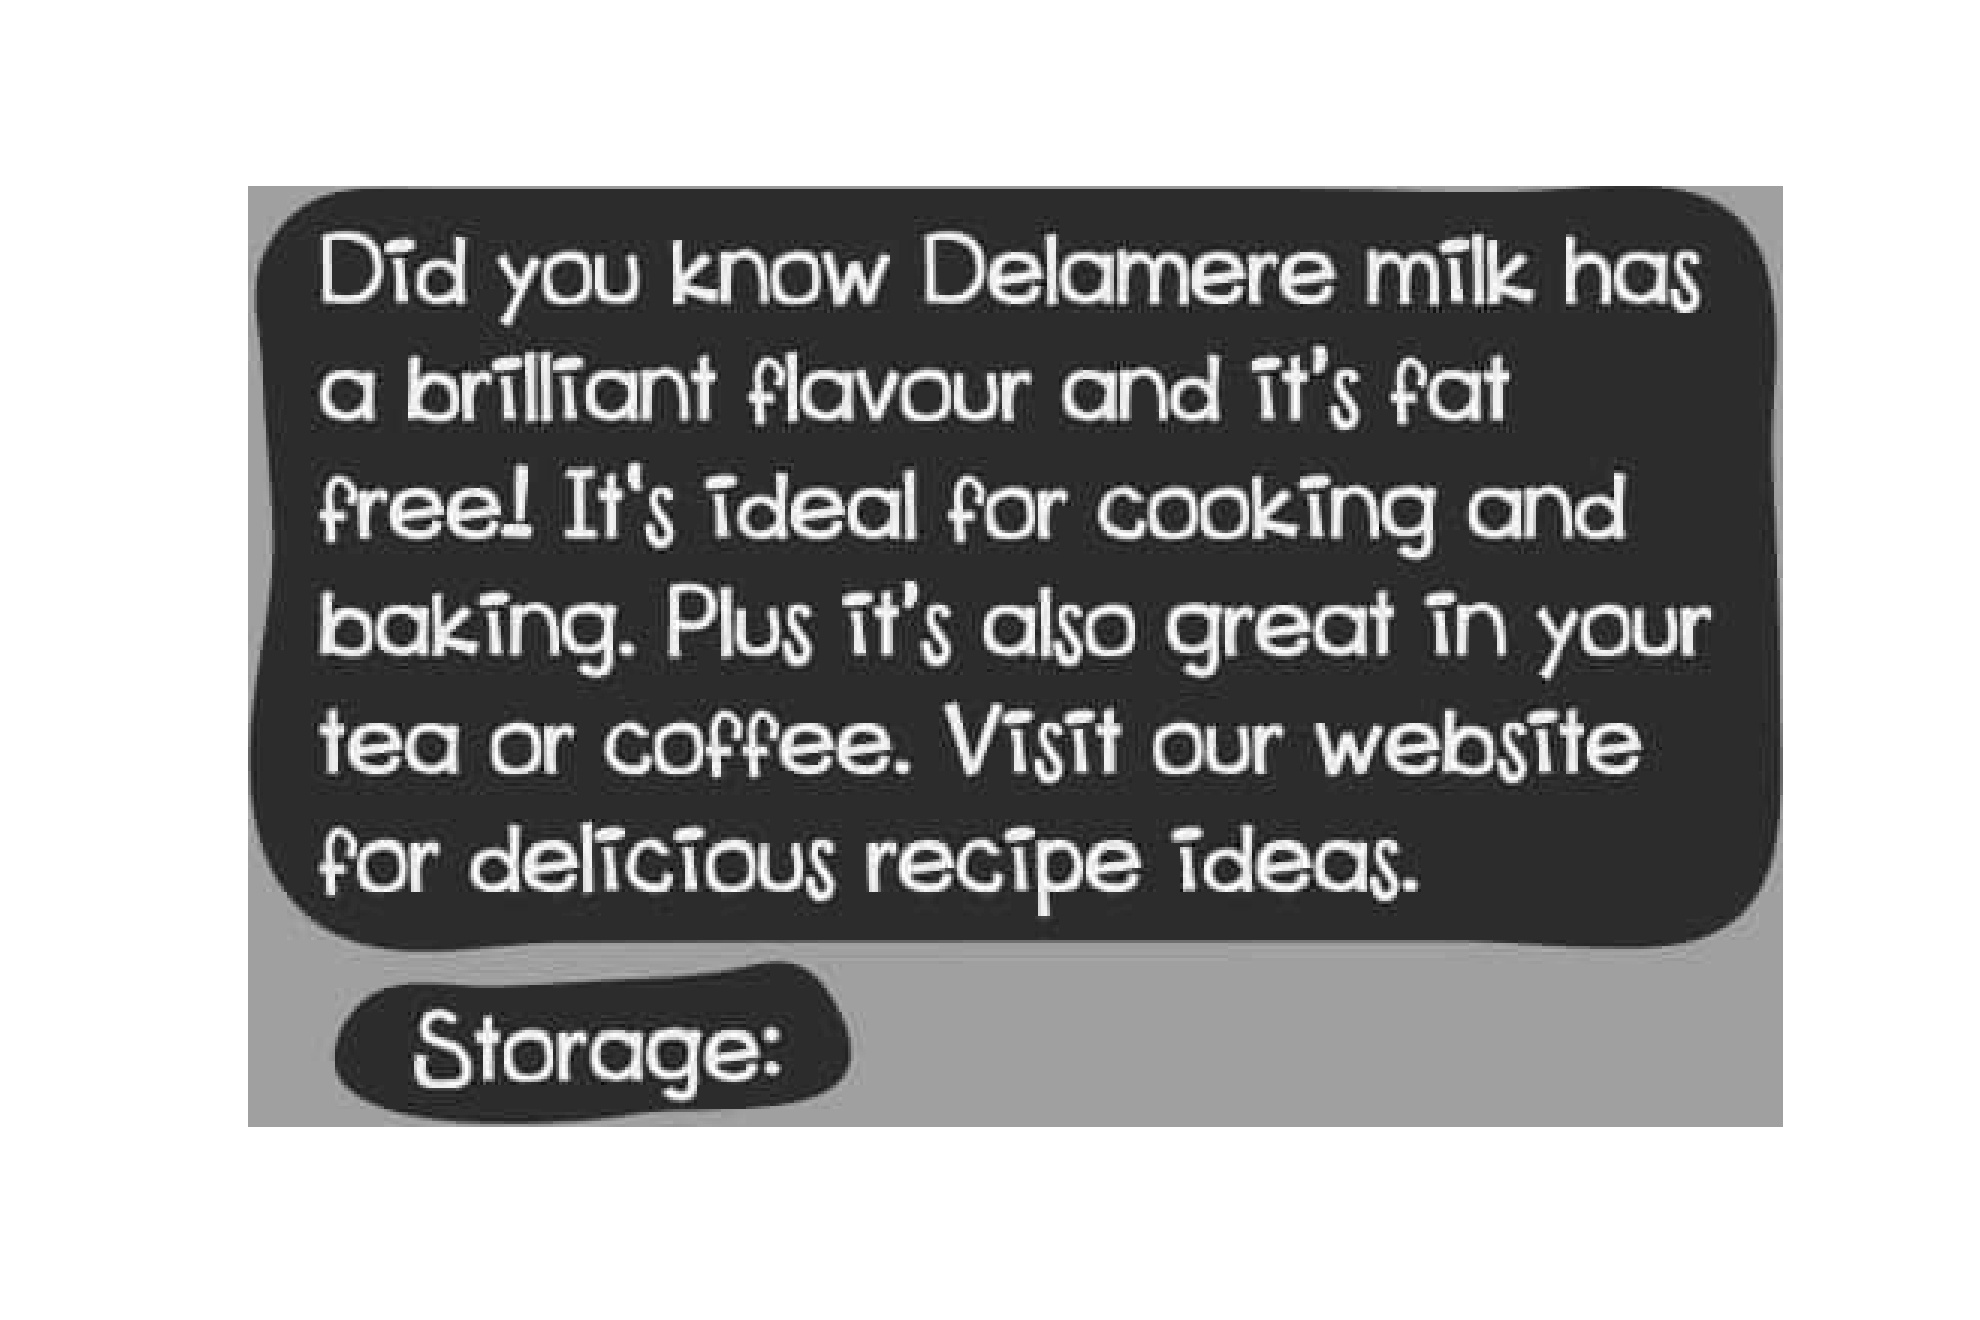 Did you know Delamere milk has
a brilliant flavour and it's fat
free! It's ideal for cooking and
baking. Plus it's also great in your
tea or coffee. Visit our website
for delicious recipe ideas.
Storage: